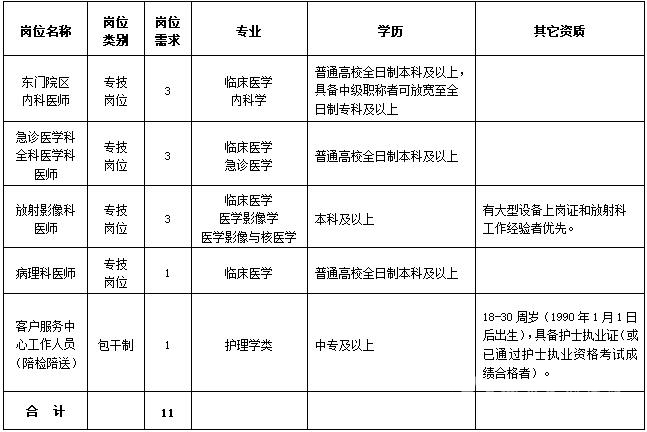 岗位名称 岗位类别 岗位需求 专业 学历 其它资质
东门院区
内科医师
专技
岗位
3
临床医学
内科学
普通高校全日制本科及以上，
具备中级职称者可放宽至全
日制专科及以上
急诊医学科
全科医学科
医师
专技
岗位
3
临床医学
急诊医学
普通高校全日制本科及以上
放射影像科
医师
专技
岗位
3
临床医学
医学影像学
医学影像与核医学
本科及以上
有大型设备上岗证和放射科
工作经验者优先。
病理科医师
专技
岗位
1
临床医学
普通高校全日制本科及以上
客户服务中
心工作人员
（陪检陪送）
包干制
1
护理学类
中专及以上
18-30周岁（1990年1月1日
后出生），具备护士执业证（或
已通过护士执业资格考试成
绩合格者）。
合 计 11